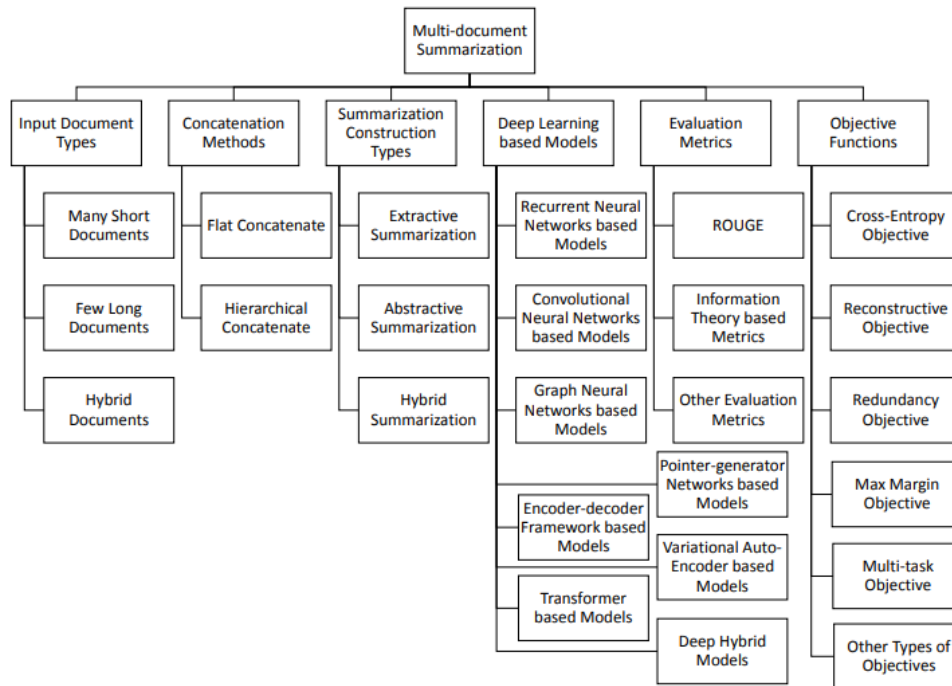 Multi-document
Summarization
Input Document
Types
Concatenation
Methods
Summarization
Construction
Types
Deep Learning
based Models
Evaluation
Metrics
Objective
Functions
Many Short
Documents
Few Long
Documents
Hybrid
Documents
Flat Concatenate
Hierarchical
Concatenate
Extractive
Summarization
Abstractive
Summarization
Hybrid
Summarization
Recurrent Neural
Networks based
Models
Convolutional
Neural Networks
based Models
Graph Neural
Networks based
Models
Pointer-generator
Networks based
Models
Encoder-decoder
Framework based
Models
Variational Auto-
Encoder based
Models
Transformer
based Models
Deep Hybrid
Models
ROUGE
Information
Theory based
Metrics
Other Evaluation
Metrics
Cross-Entropy
Objective
Reconstructive
Objective
Redundancy
Objective
Max Margin
Objective
Multi-task
Objective
Other Types of
Objectives